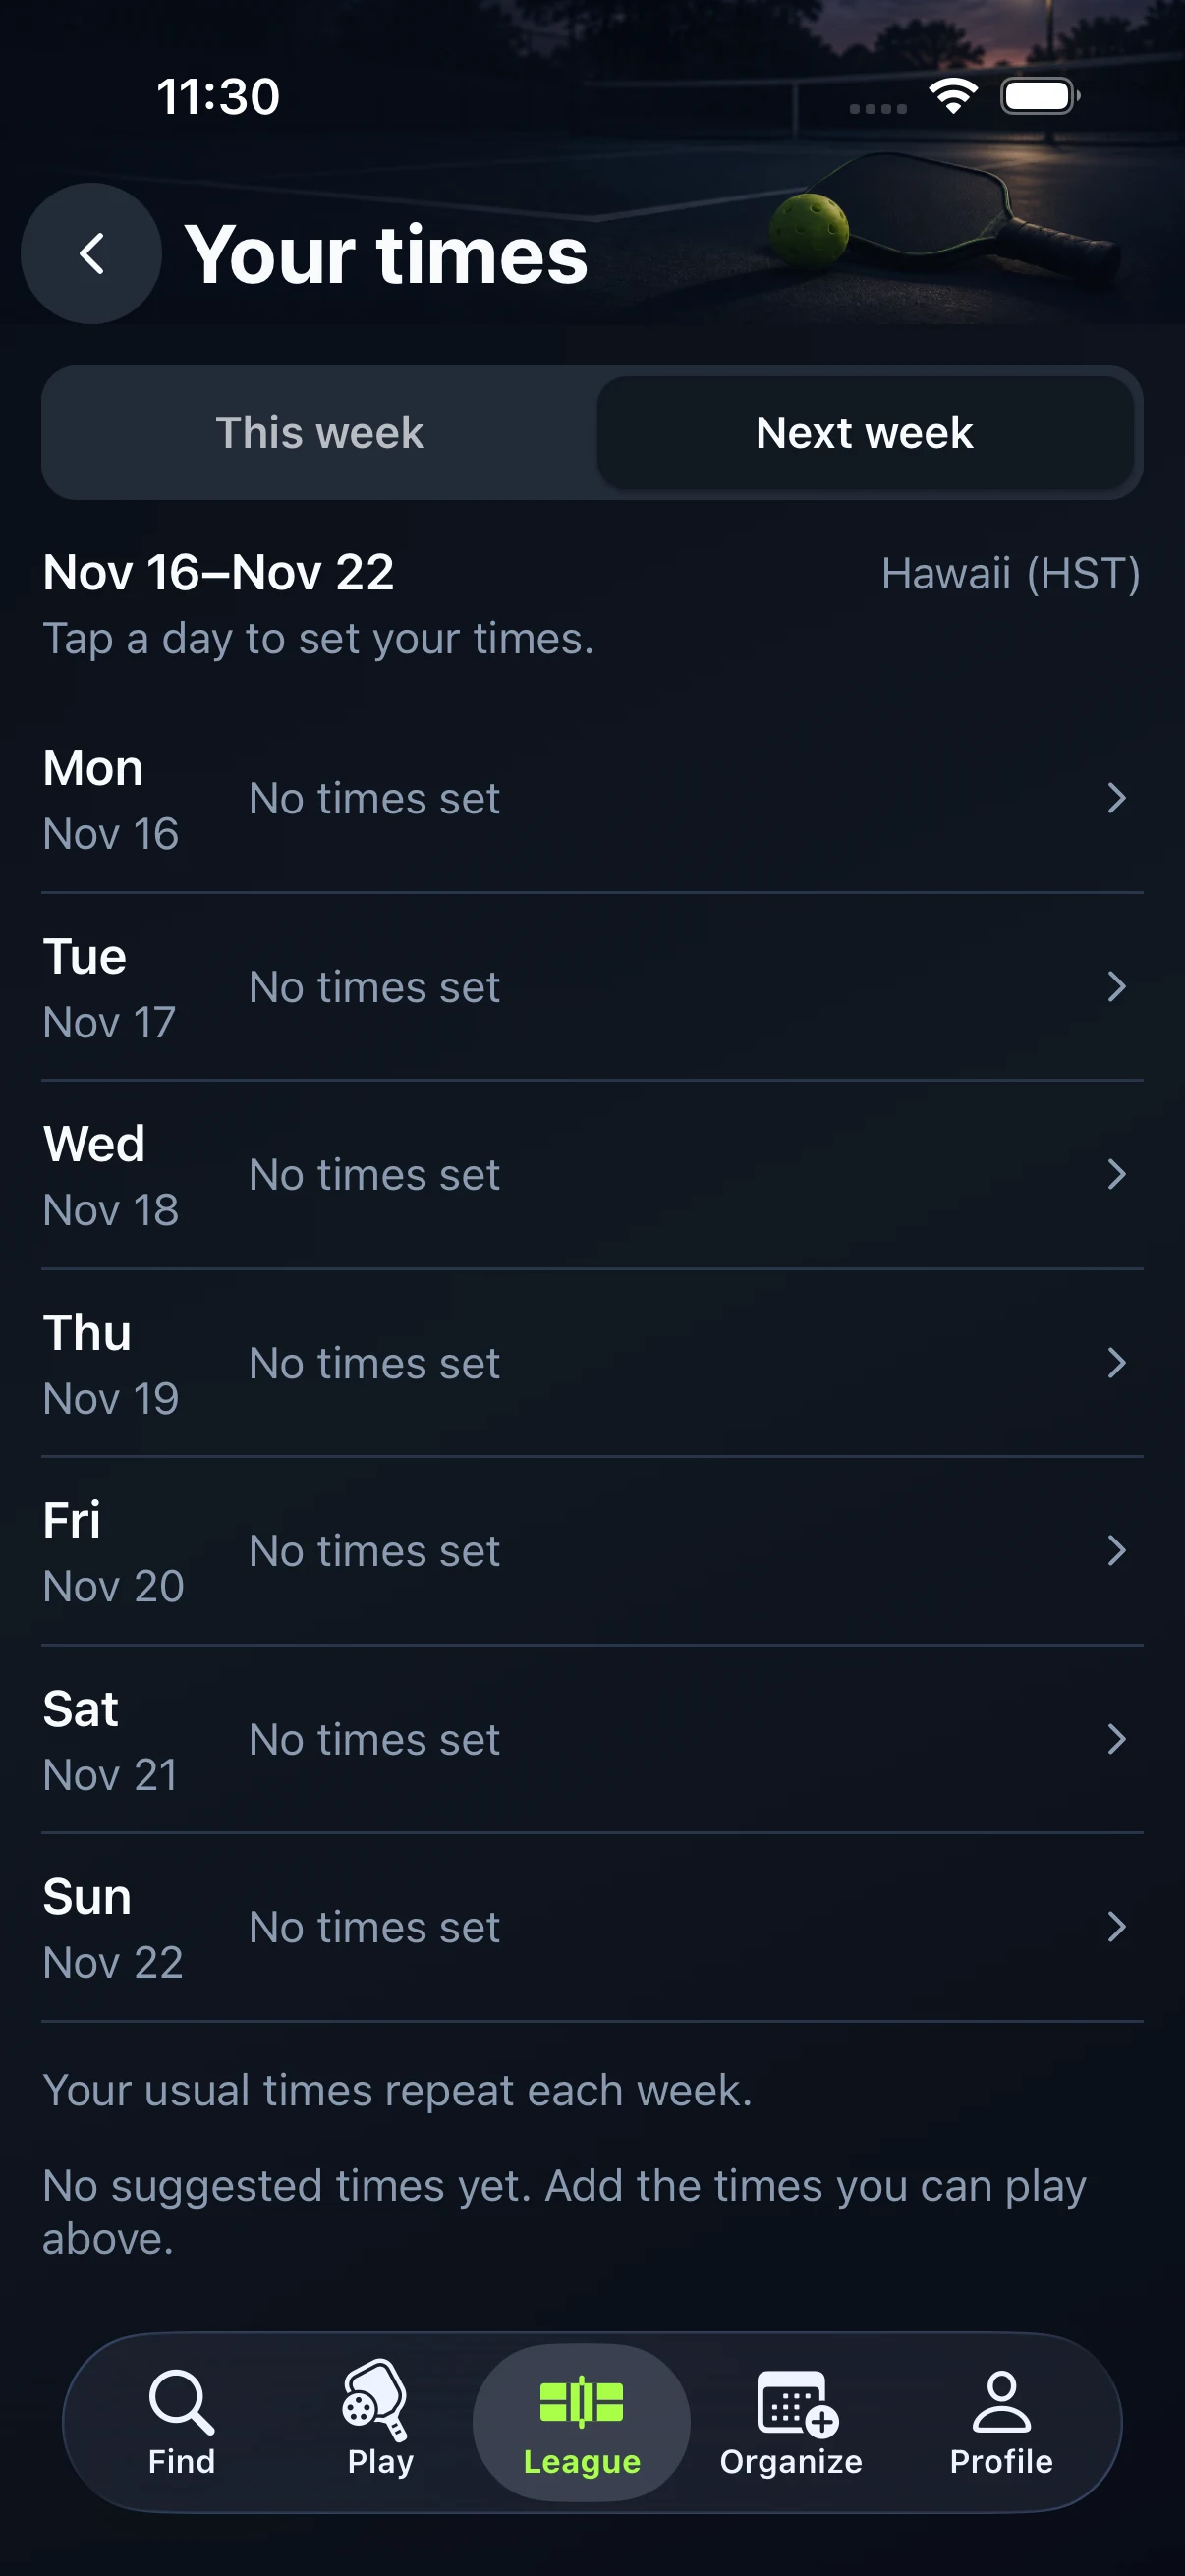 11:30
Your times
This week
Next week
Nov 16–Nov 22
Hawaii (HST)
Tap a day to set your times.
Mon
Nov 16
No times set
Tue
Nov 17
No times set
Wed
Nov 18
No times set
Thu
Nov 19
No times set
Fri
Nov 20
No times set
Sat
Nov 21
No times set
Sun
Nov 22
No times set
Your usual times repeat each week.
No suggested times yet. Add the times you can play
above.
Find
Play
League
Organize
Profile